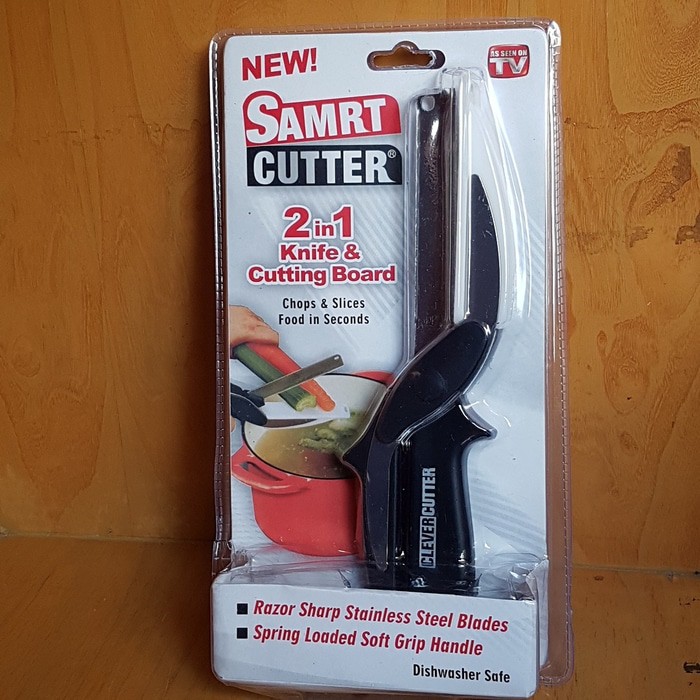 NEW!
AS SEEN ON
TV
SAMRT
CUTTER®
2 in 1
Knife &
Cutting Board
Chops & Slices
Food in Seconds
CLEVER CUTTER
■ Razor Sharp Stainless Steel Blades
■ Spring Loaded Soft Grip Handle
Dishwasher Safe